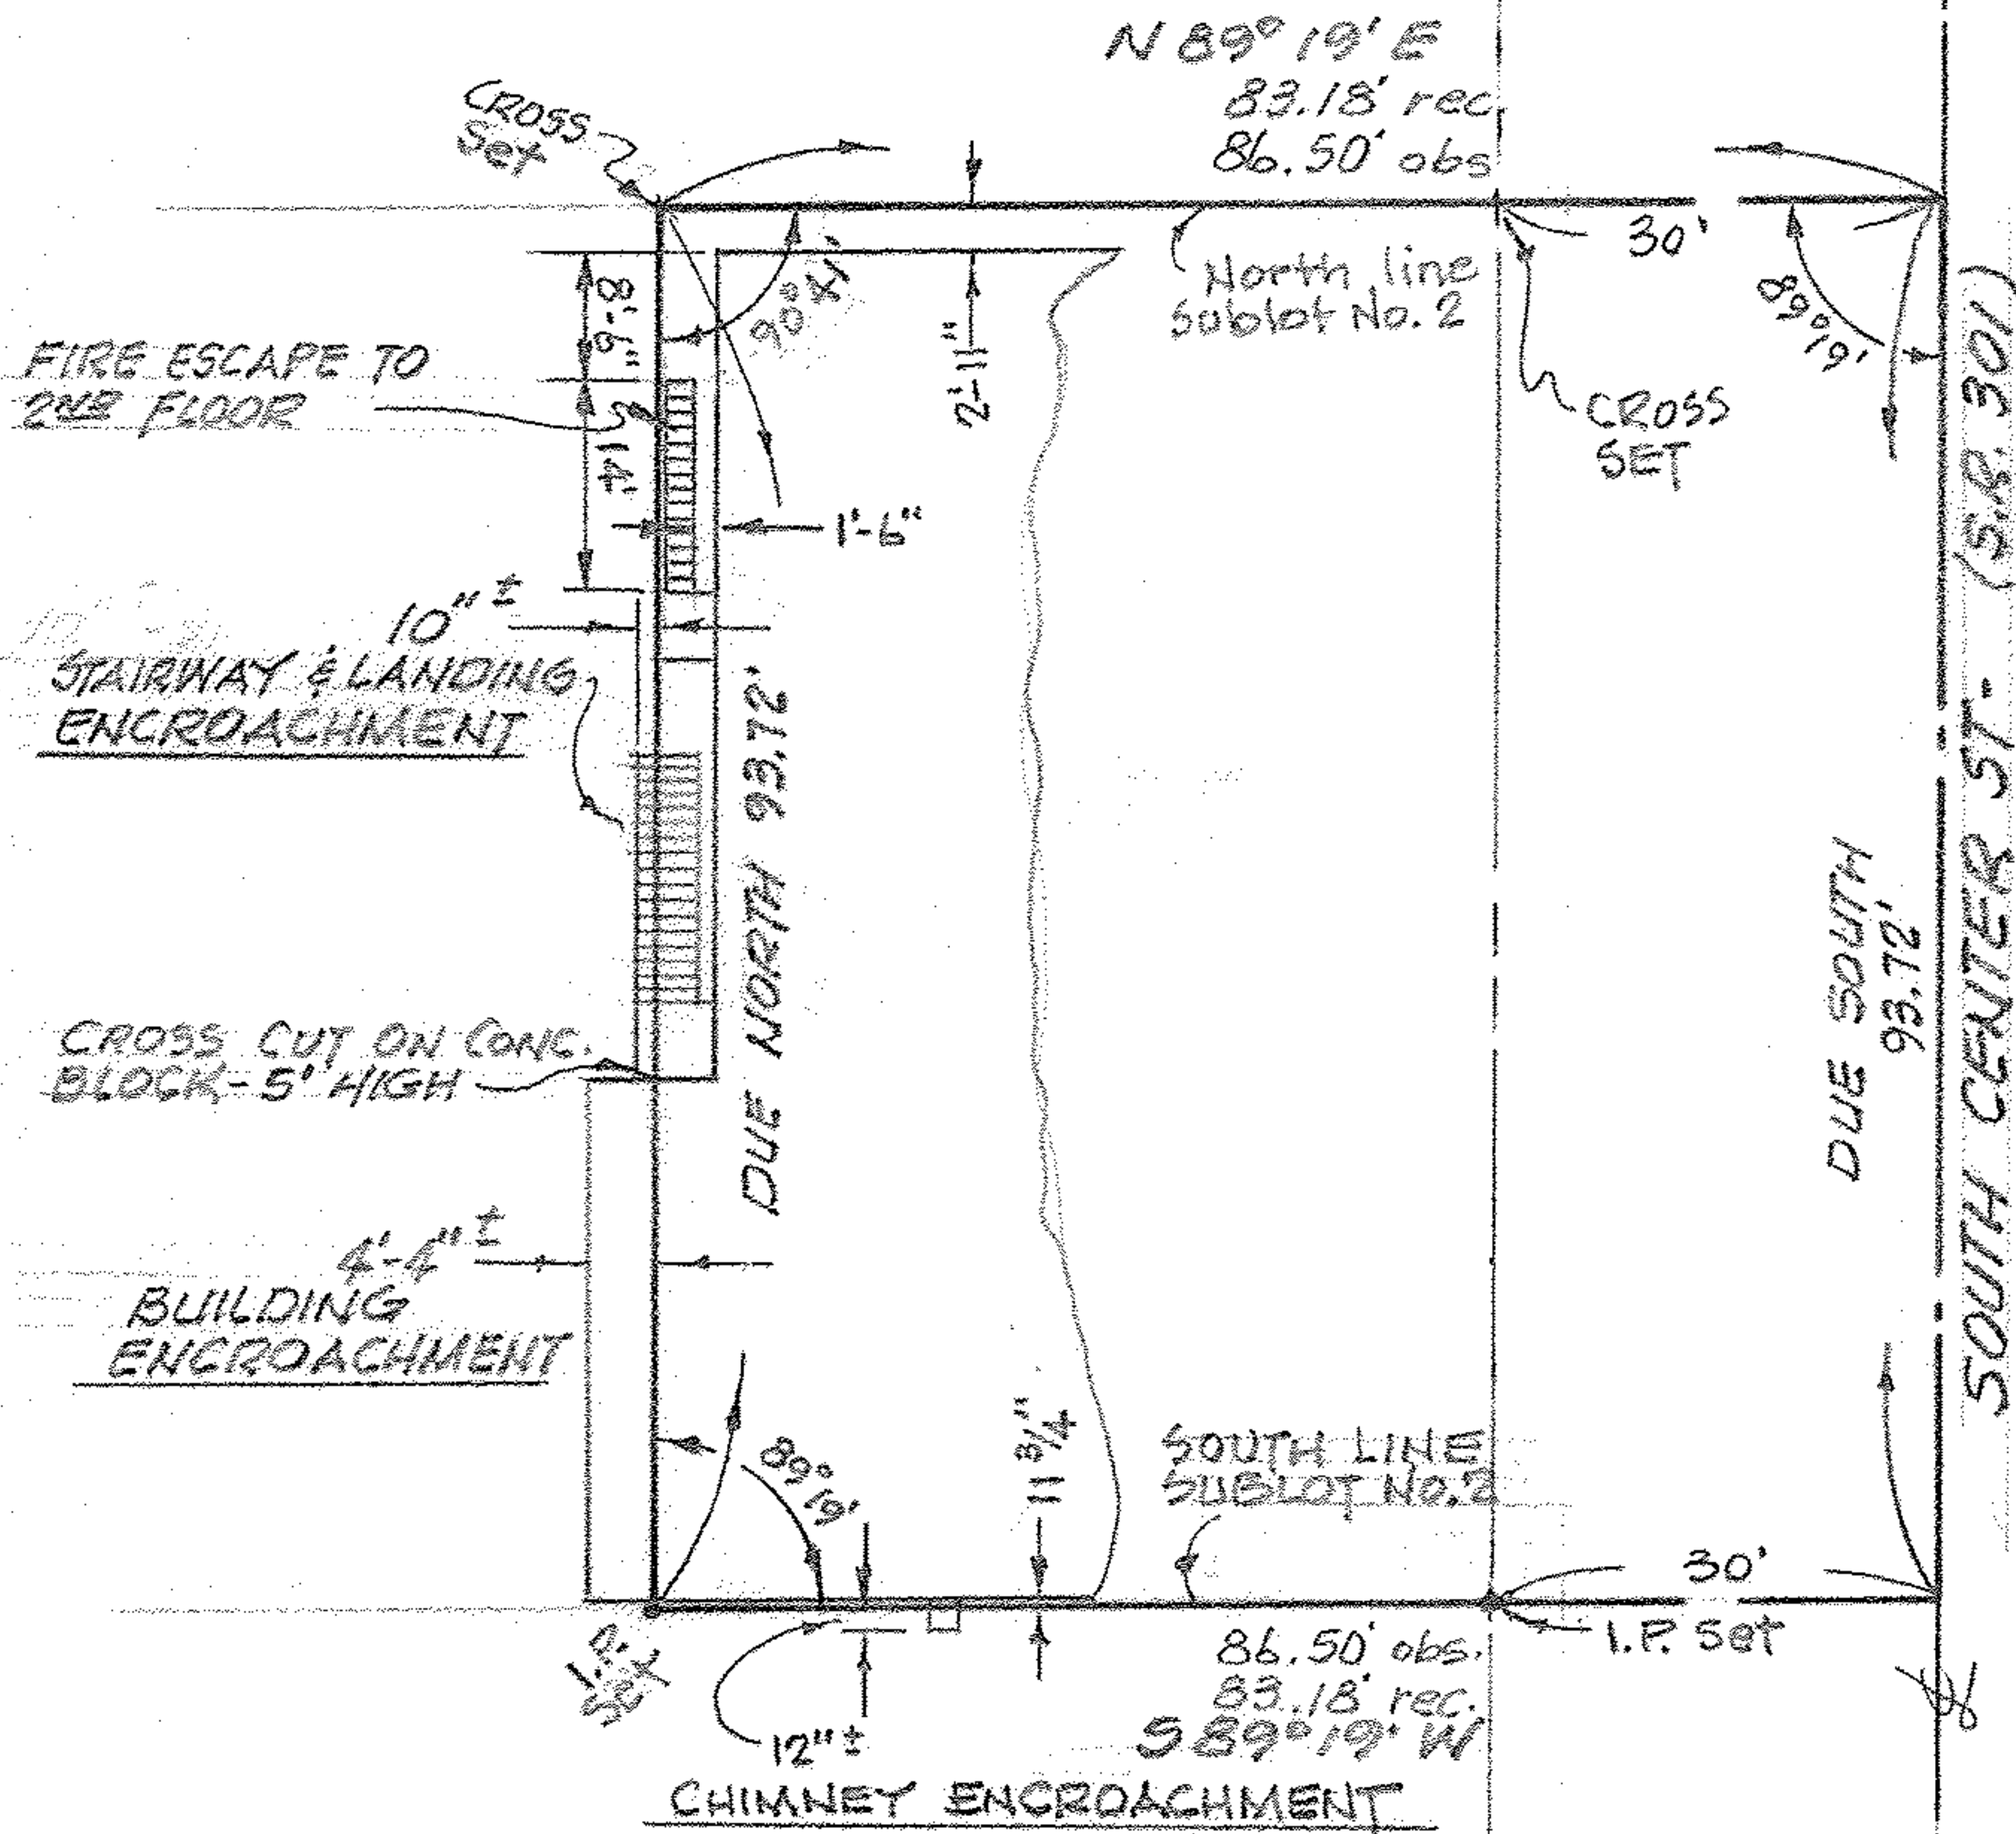 N 89° 19' E
83.18' rec.
86.50' obs
CROSS
Set
30'
North line
Sublot No. 2
90° 41'
89° 19'
8'-6"
2'-11"
FIRE ESCAPE TO
2ND FLOOR
14'
CROSS
SET
1'-6"
10" ±
STAIRWAY & LANDING
ENCROACHMENT
DUE NORTH 93.72'
SOUTH CENTER ST- (S.R. 301)
DUE SOUTH
93.72'
CROSS CUT ON CONC.
BLOCK - 5' HIGH
4'-4" ±
BUILDING
ENCROACHMENT
89° 19'
11 3/4"
SOUTH LINE
SUBLOT NO. 2
30'
I.P. Set
I.P.
Set
86.50' obs.
83.18' rec.
S 89° 19' W
12" ±
CHIMNEY ENCROACHMENT